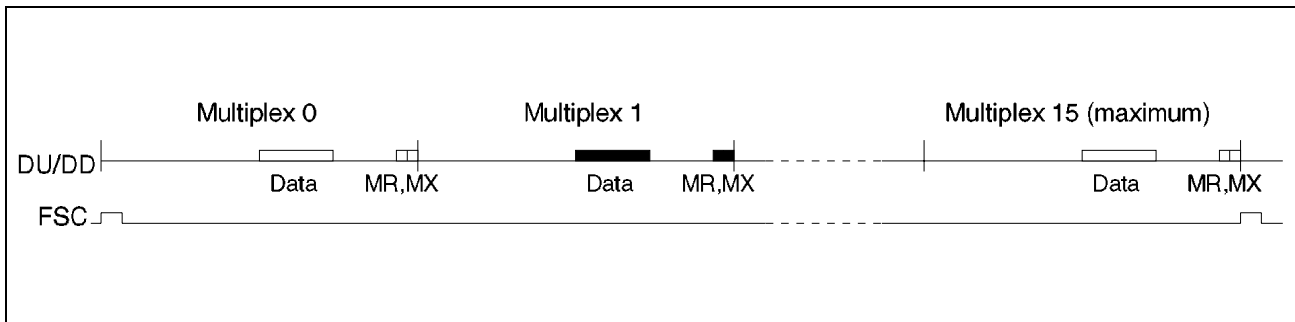 Multiplex 0 Multiplex 1 Multiplex 15 (maximum)
DU/DD
Data MR,MX Data MR,MX Data MR,MX
FSC